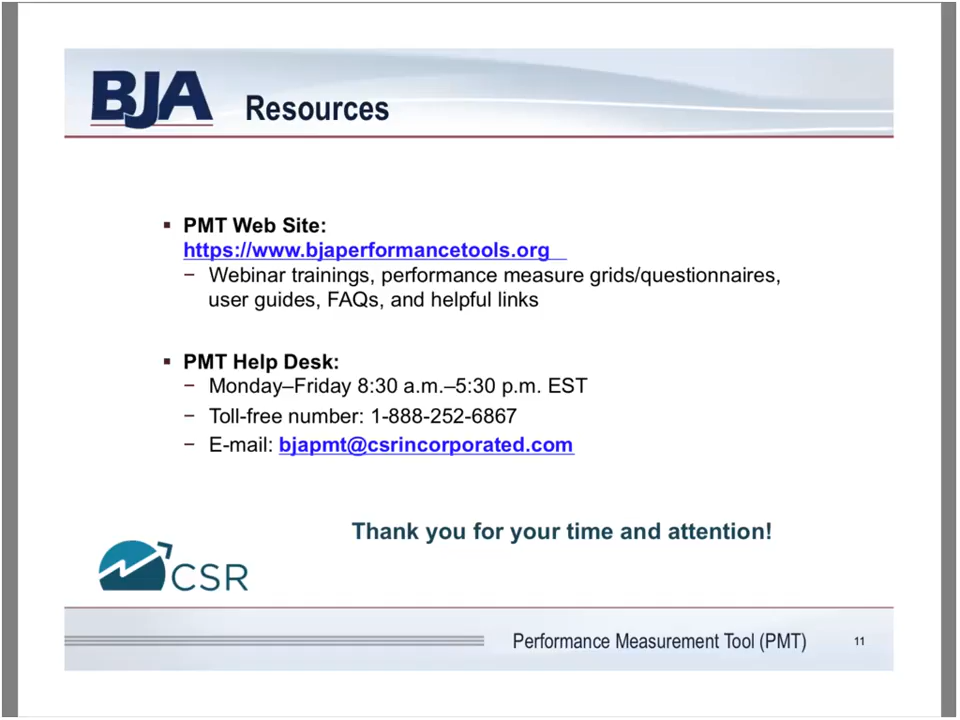 BJA
Resources
▪ PMT Web Site:
https://www.bjaperformancetools.org
− Webinar trainings, performance measure grids/questionnaires,
user guides, FAQs, and helpful links
▪ PMT Help Desk:
− Monday–Friday 8:30 a.m.–5:30 p.m. EST
− Toll-free number: 1-888-252-6867
− E-mail: bjapmt@csrincorporated.com
Thank you for your time and attention!
CSR
Performance Measurement Tool (PMT) 11